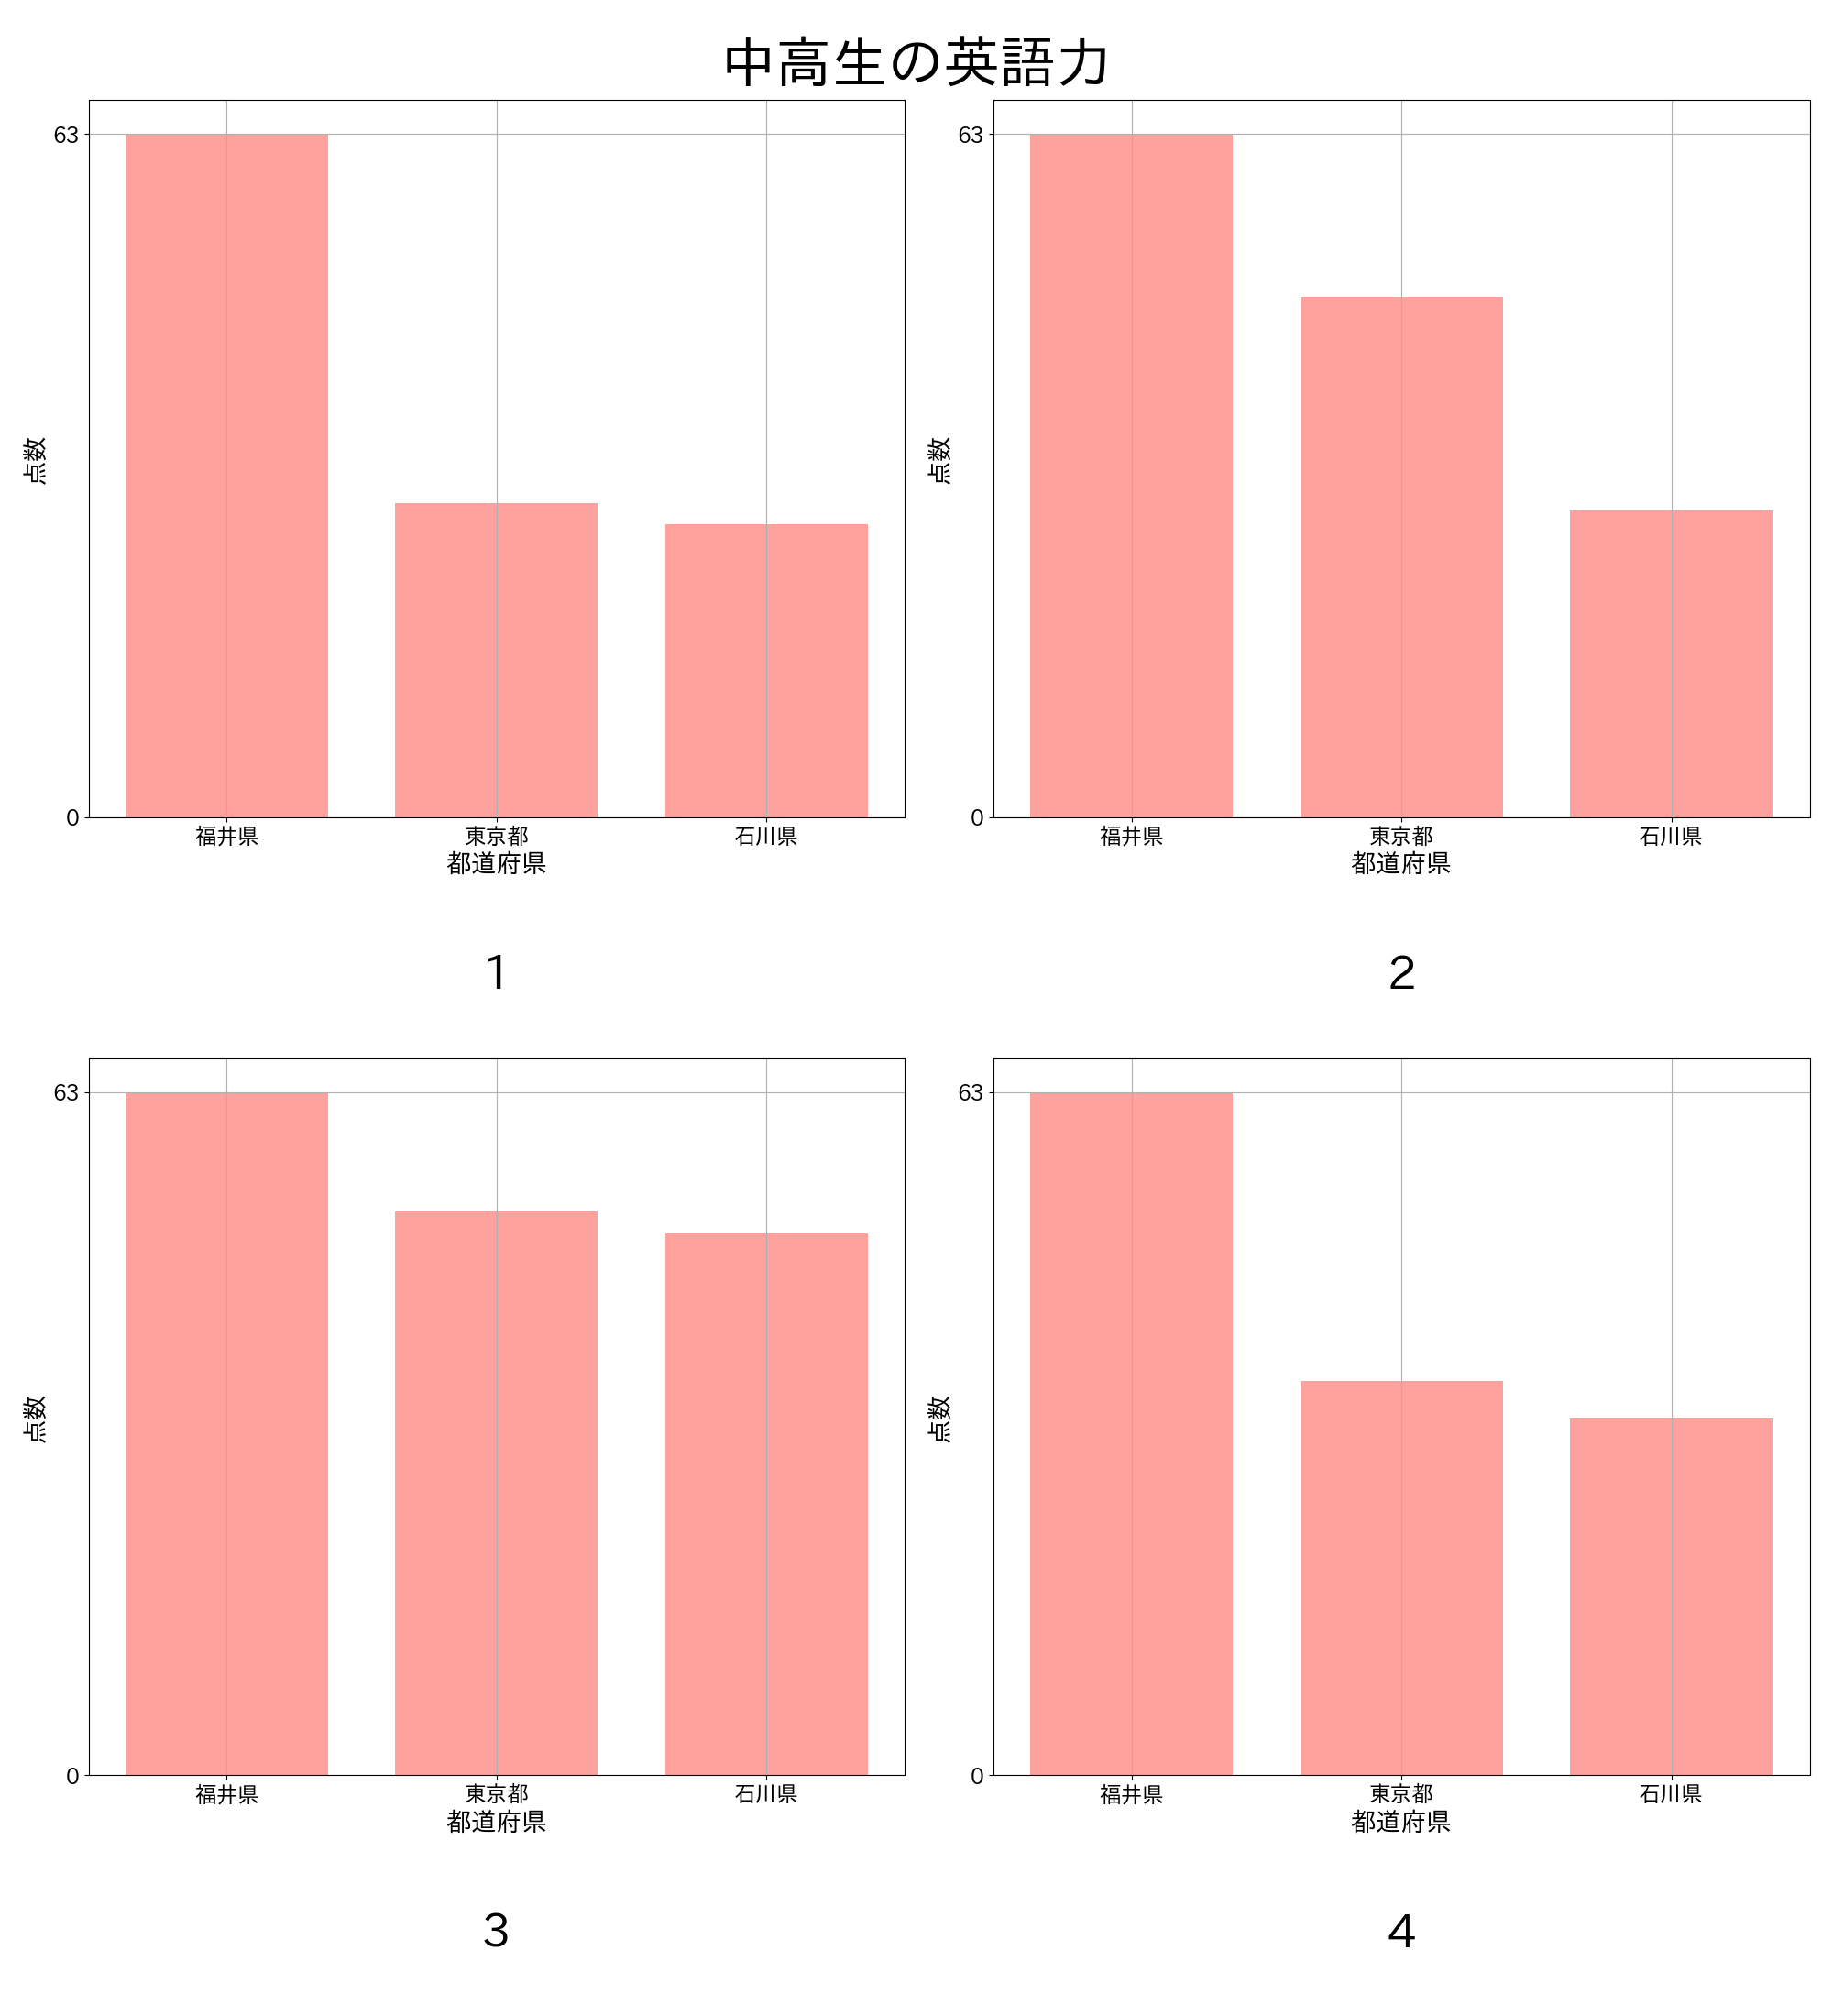 中高生の英語力
63
点数
0
福井県 東京都 石川県
都道府県
1
63
点数
0
福井県 東京都 石川県
都道府県
2
63
点数
0
福井県 東京都 石川県
都道府県
3
63
点数
0
福井県 東京都 石川県
都道府県
4